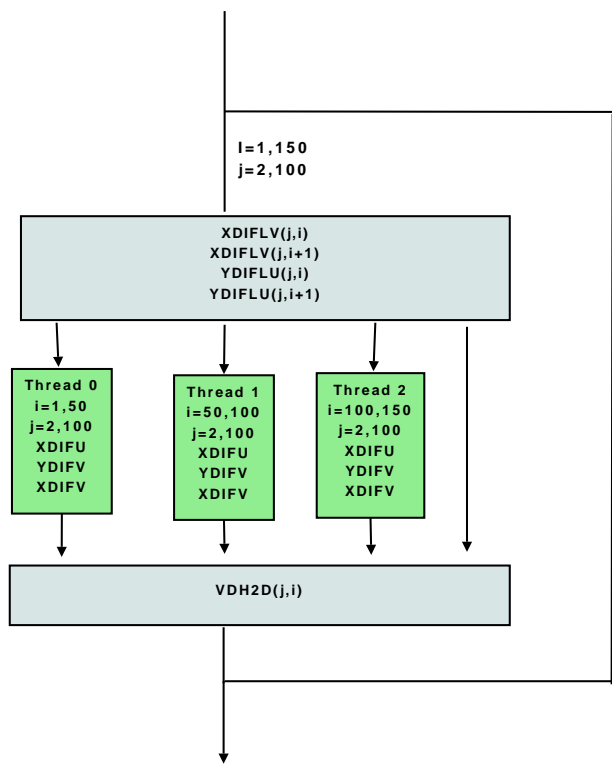 I=1,150
j=2,100
XDIFLV(j,i)
XDIFLV(j,i+1)
YDIFLU(j,i)
YDIFLU(j,i+1)
Thread 0
i=1,50
j=2,100
XDIFU
YDIFV
XDIFV
Thread 1
i=50,100
j=2,100
XDIFU
YDIFV
XDIFV
Thread 2
i=100,150
j=2,100
XDIFU
YDIFV
XDIFV
VDH2D(j,i)